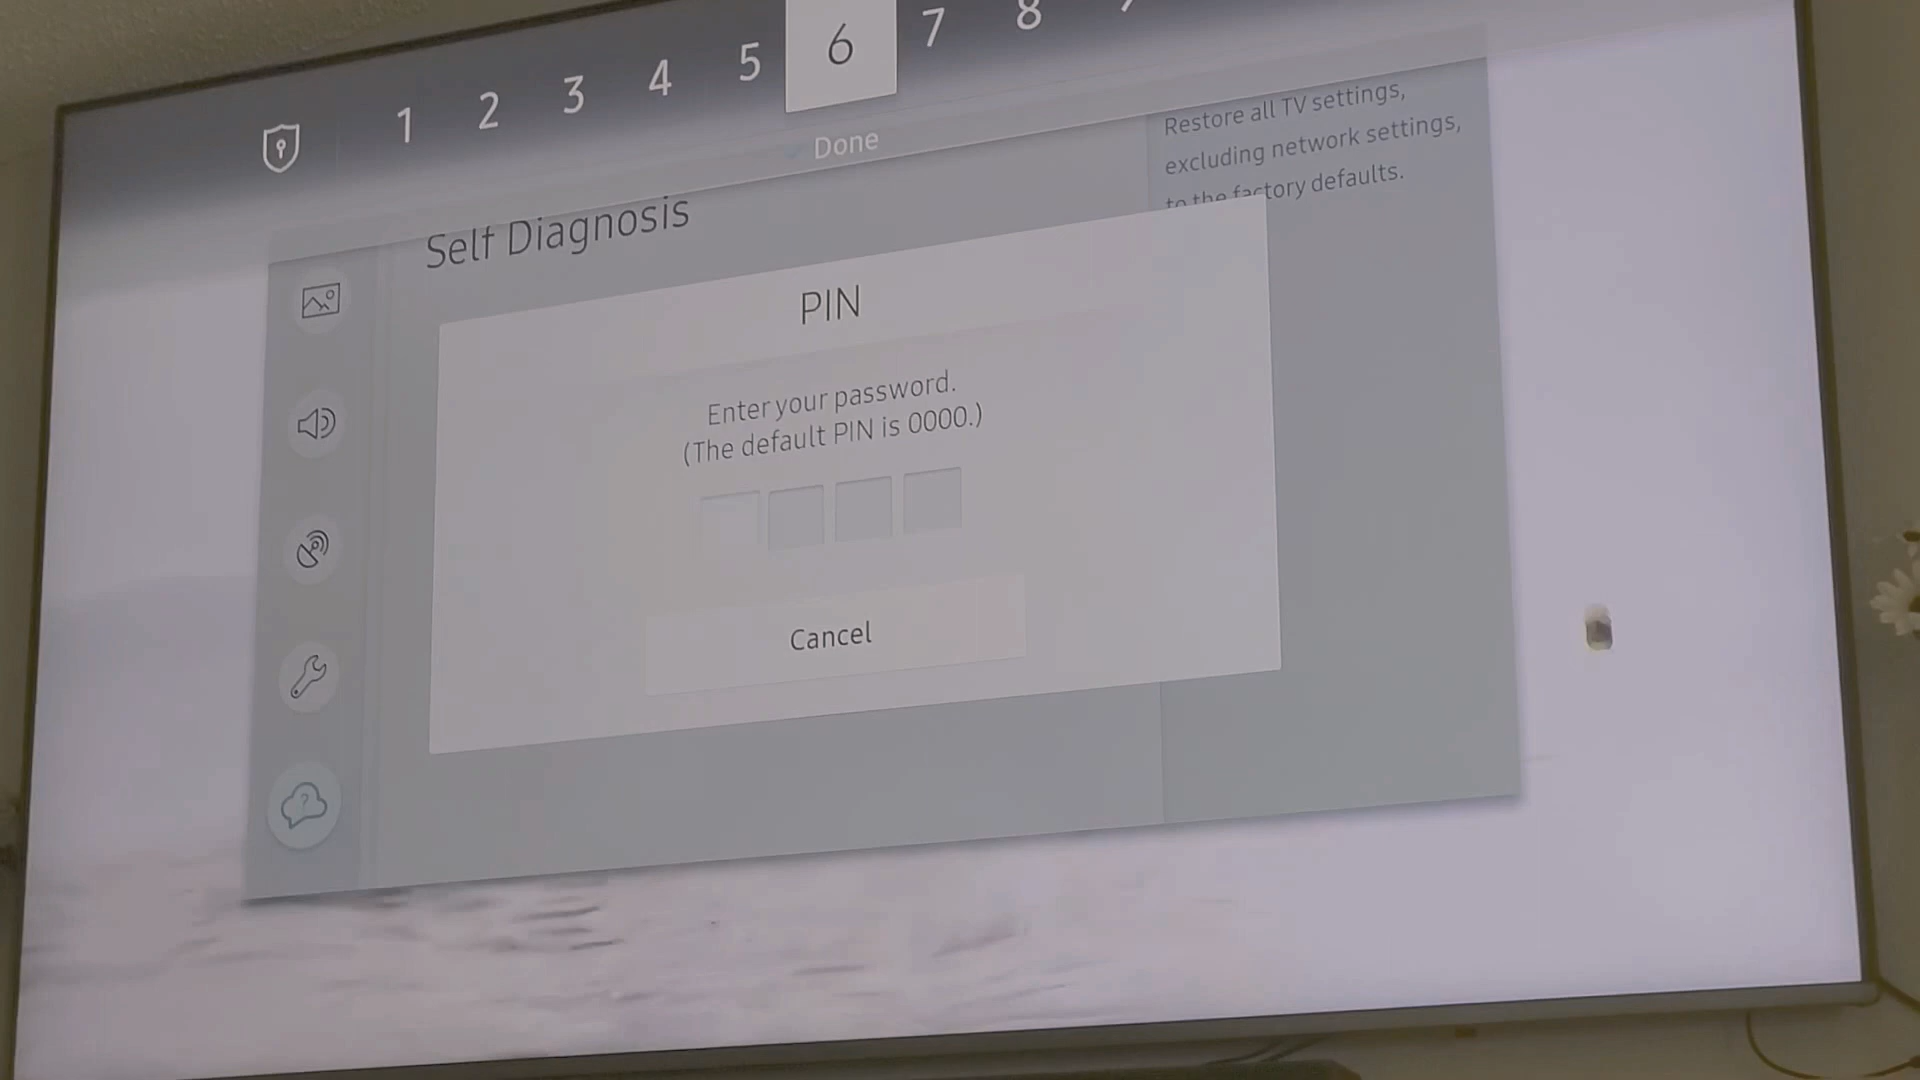 1 2 3 4 5 6 7 8
Done
Restore all TV settings,
excluding network settings,
to the factory defaults.
Self Diagnosis
PIN
Enter your password.
(The default PIN is 0000.)
Cancel
?